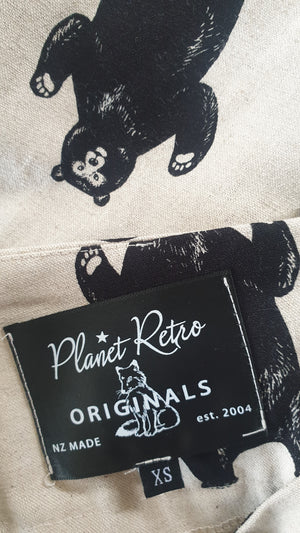 Planet Retro
ORIGINALS
est. 2004
NZ MADE
XS